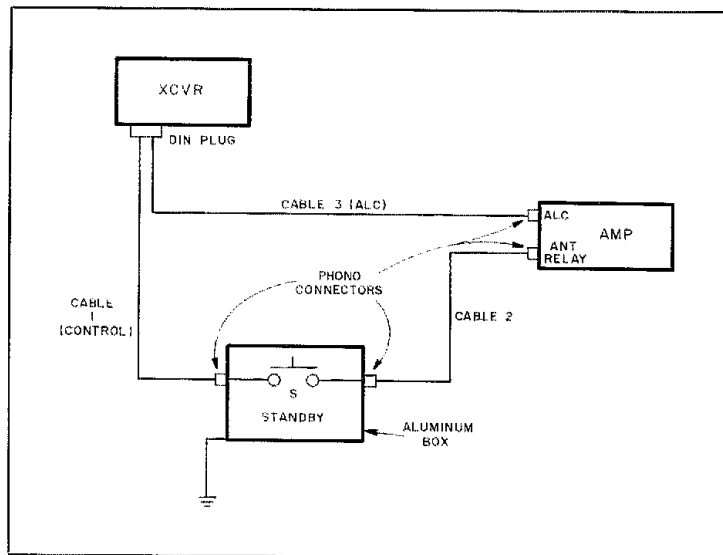 XCVR
DIN PLUG
CABLE 3 (ALC)
ALC
AMP
ANT
RELAY
PHONO
CONNECTORS
CABLE
1
(CONTROL)
CABLE 2
S
STANDBY
ALUMINUM
BOX